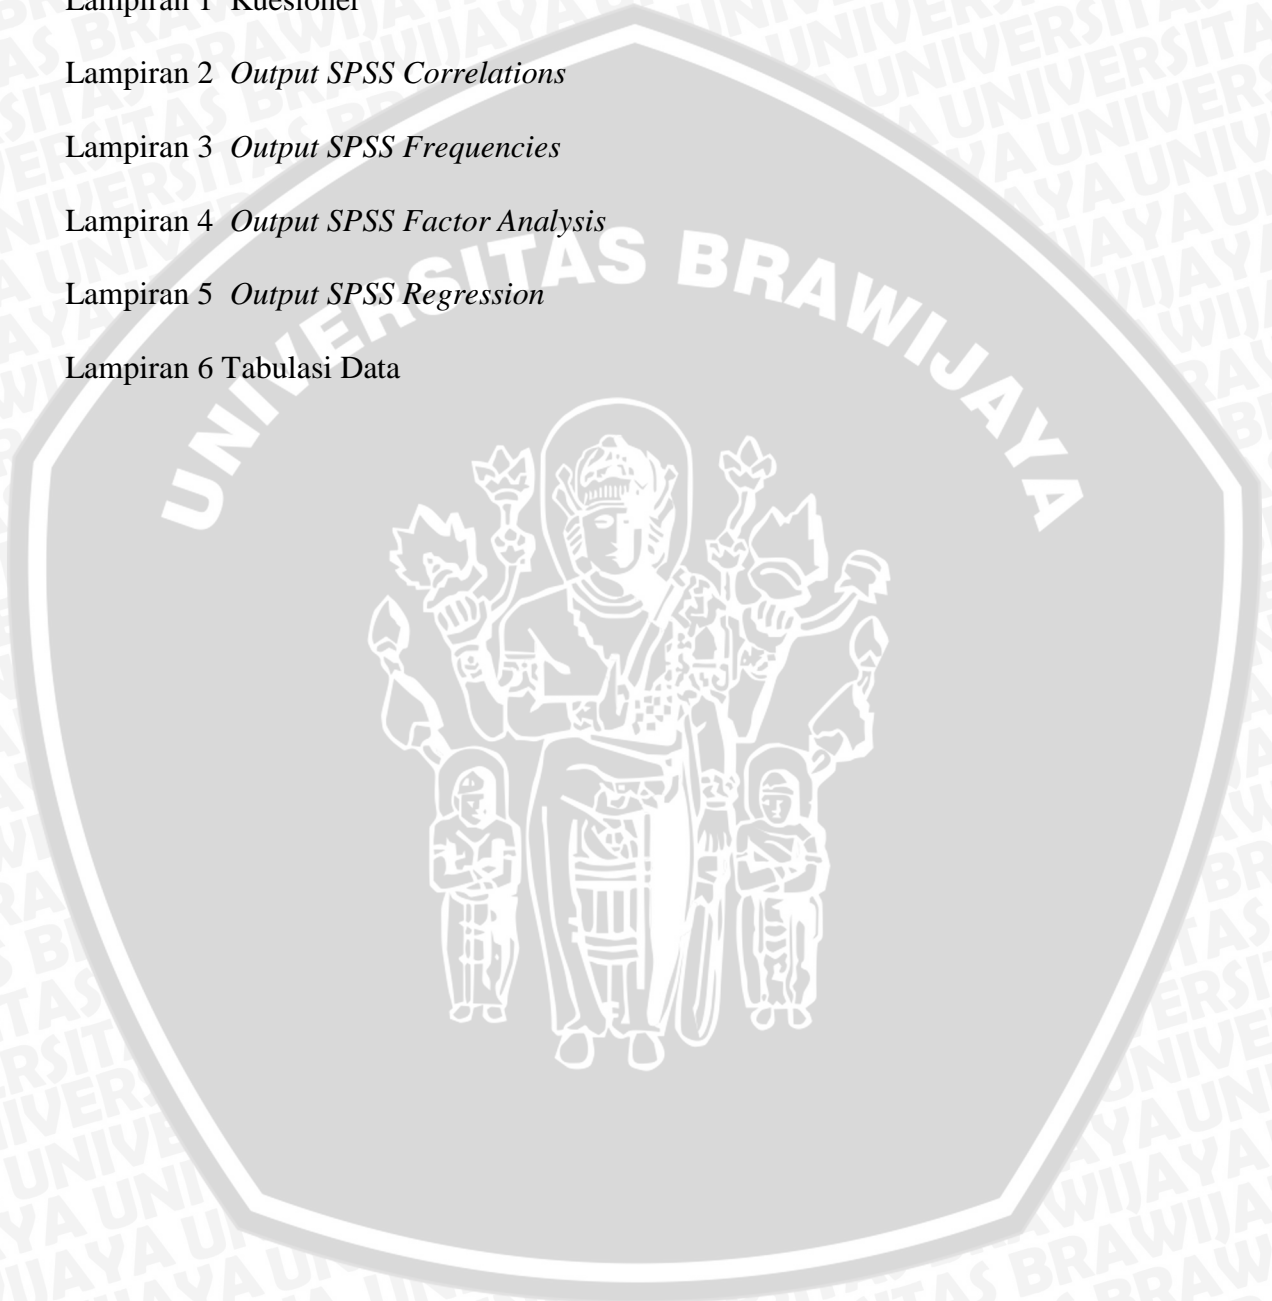 Lampiran 1 Kuesioner
Lampiran 2 Output SPSS Correlations
Lampiran 3 Output SPSS Frequencies
Lampiran 4 Output SPSS Factor Analysis
Lampiran 5 Output SPSS Regression
Lampiran 6 Tabulasi Data
UNIVERSITAS BRAWIJAYA